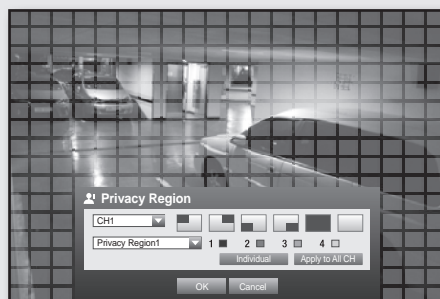 Privacy Region
CH1
Privacy Region1 1 2 3 4
Individual Apply to All CH
OK Cancel